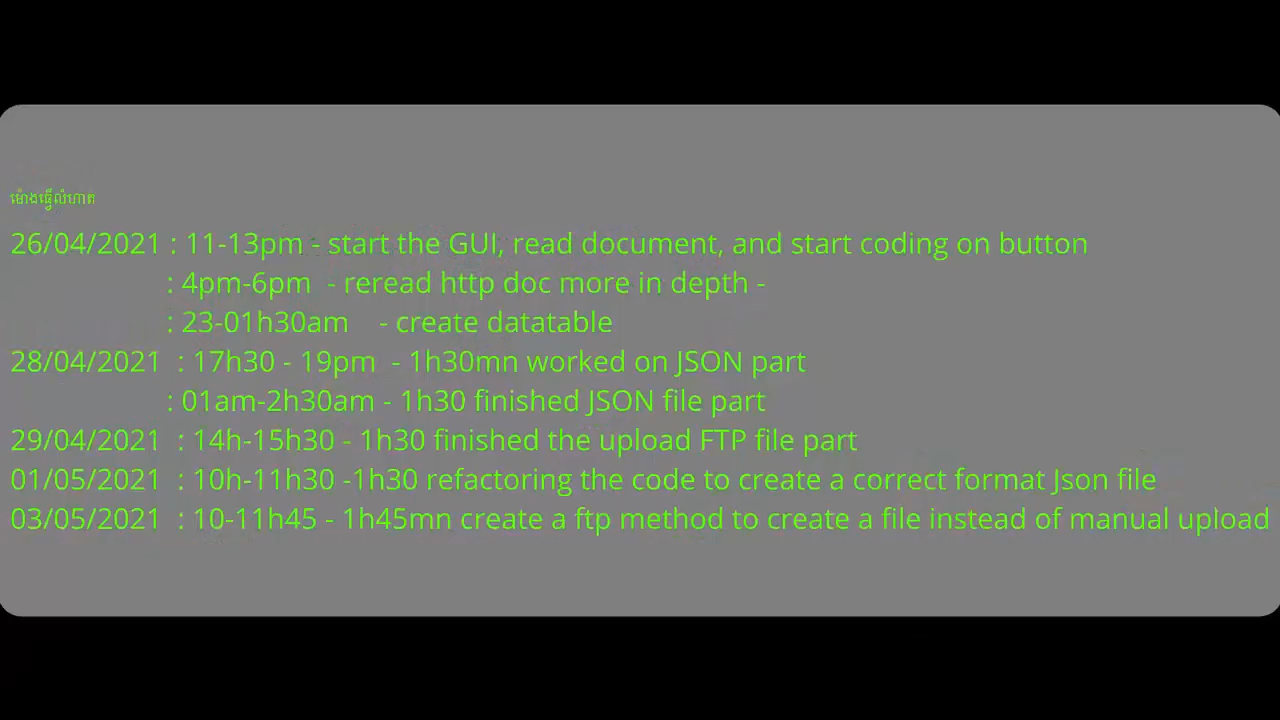 ម៉ោងធ្វើលំហាត
26/04/2021 : 11-13pm - start the GUI, read document, and start coding on button
: 4pm-6pm - reread http doc more in depth -
: 23-01h30am - create datatable
28/04/2021 : 17h30 - 19pm - 1h30mn worked on JSON part
: 01am-2h30am - 1h30 finished JSON file part
29/04/2021 : 14h-15h30 - 1h30 finished the upload FTP file part
01/05/2021 : 10h-11h30 -1h30 refactoring the code to create a correct format Json file
03/05/2021 : 10-11h45 - 1h45mn create a ftp method to create a file instead of manual upload